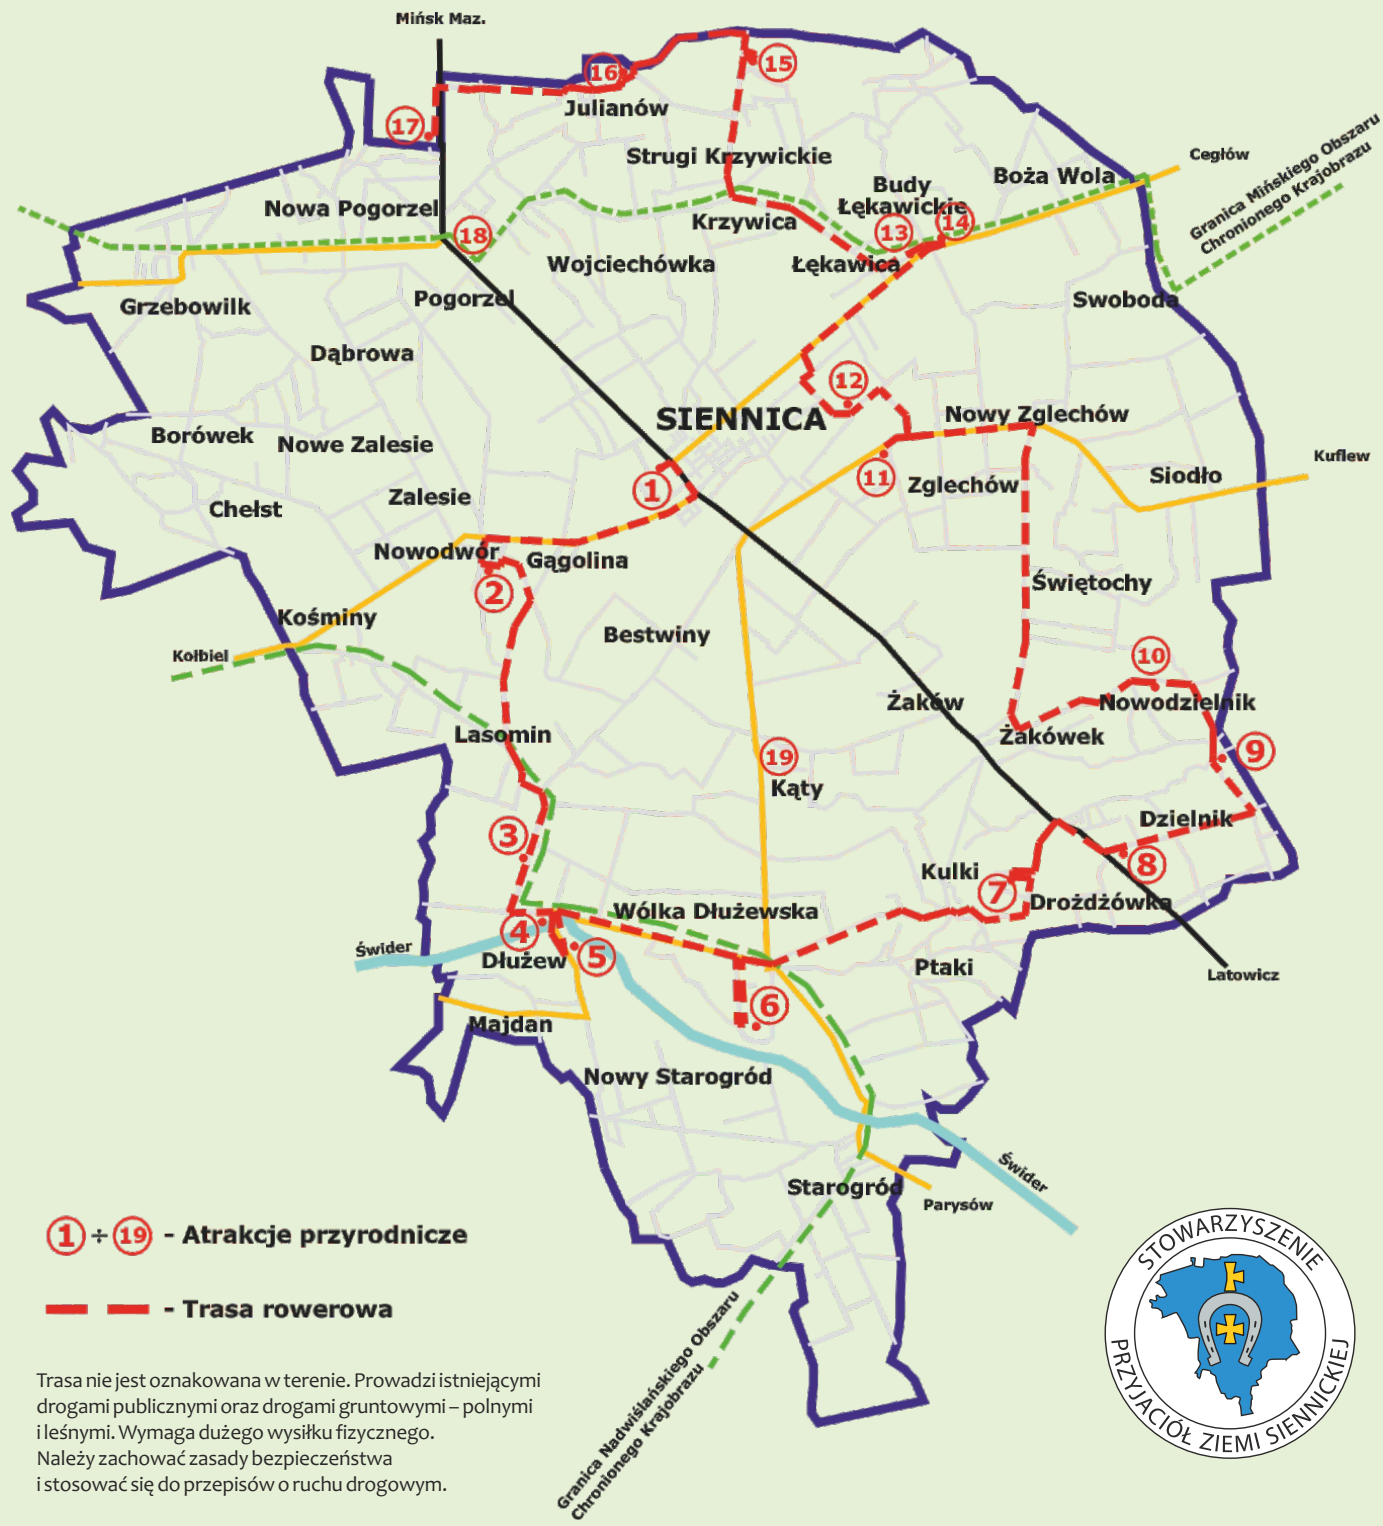 Mińsk Maz.
15
16
Julianów
17
Strugi Krzywickie
Cegłów
Granica Mińskiego Obszaru
Chronionego Krajobrazu
Boża Wola
Budy
Łękawickie
Nowa Pogorzel
Krzywica
13
14
18
Wojciechówka
Łękawica
Pogorzel
Swoboda
Grzebowilk
Dąbrowa
12
SIENNICA
Nowy Zglechów
Borówek
Nowe Zalesie
Kuflew
Siodło
11
Zglechów
1
Zalesie
Chełst
Nowodwór
Gągolina
2
Świętochy
Kośminy
Bestwiny
Kołbiel
10
Żaków
Nowodzielnik
Lasomin
Żakówek
9
19
Kąty
Dzielnik
3
8
Kulki
7
Drożdżówka
Wólka Dłużewska
4
Świder
5
Dłużew
Ptaki
Latowicz
6
Majdan
Nowy Starogród
Świder
Starogród
Parysów
1 ÷ 19 - Atrakcje przyrodnicze
- Trasa rowerowa
Granica Nadwiślańskiego Obszaru
Chronionego Krajobrazu
Trasa nie jest oznakowana w terenie. Prowadzi istniejącymi
drogami publicznymi oraz drogami gruntowymi – polnymi
i leśnymi. Wymaga dużego wysiłku fizycznego.
Należy zachować zasady bezpieczeństwa
i stosować się do przepisów o ruchu drogowym.
STOWARZYSZENIE
PRZYJACIÓŁ ZIEMI SIENNICKIEJ